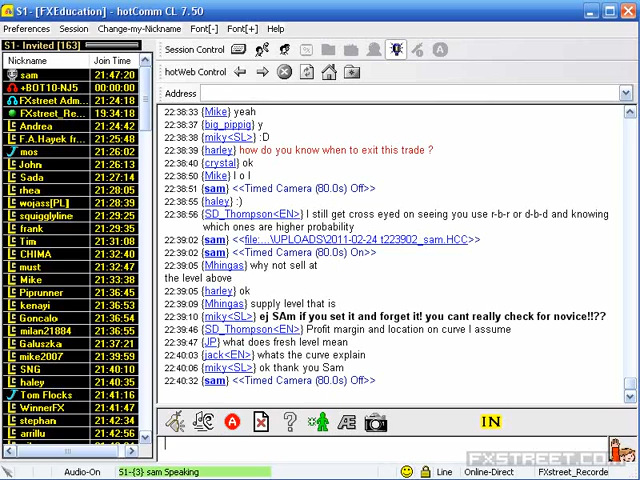 S1- [FXEducation] - hotComm CL 7.50
Preferences Session Change-my-Nickname Font[-] Font[+] Help
S1- Invited [163]
Session Control
Nickname Join Time
hotWeb Control
Address
sam 21:47:20
+BOT10-NJ5 00:00:00
FXstreet Adm... 21:24:18
FXstreet_Re... 19:34:18
Andrea 21:24:42
F.A.Hayek fr... 21:25:48
mos 21:26:02
John 21:26:13
Sada 21:27:14
rhea 21:28:05
wojass[PL] 21:28:39
squigglyline 21:29:25
frank 21:29:35
Tim 21:31:08
CHIMA 21:32:40
must 21:32:47
Mike 21:33:38
Piprunner 21:36:45
kenayi 21:36:53
Goncalo 21:36:54
milan21884 21:36:55
Galuszka 21:37:21
mike2007 21:39:59
SNG 21:40:10
haley 21:40:35
Tom Flocks 21:41:16
WinnerFX 21:41:47
stephan 21:42:34
arrillu 21:42:56
22:38:33 {Mike} yeah
22:38:37 {big_pippig} y
22:38:38 {miky<SL>} :D
22:38:39 {harley} how do you know when to exit this trade ?
22:38:40 {crystal} ok
22:38:50 {Mike} l o l
22:38:51 {sam} <<Timed Camera (80.0s) Off>>
22:38:55 {haley} :)
22:38:56 {SD_Thompson<EN>} I still get cross eyed on seeing you use r-b-r or d-b-d and knowing
which ones are higher probability
22:39:02 {sam} <<file:...\UPLOADS\2011-02-24 t223902_sam.HCC>>
22:39:02 {sam} <<Timed Camera (80.0s) On>>
22:39:05 {Mhingas} why not sell at
the level above
22:39:05 {harley} ok
22:39:09 {Mhingas} supply level that is
22:39:10 {miky<SL>} ej SAm if you set it and forget it! you cant really check for novice!!??
22:39:46 {SD_Thompson<EN>} Profit margin and location on curve I assume
22:39:47 {JP} what does fresh level mean
22:40:03 {jack<EN>} whats the curve explain
22:40:06 {miky<SL>} ok thank you Sam
22:40:32 {sam} <<Timed Camera (80.0s) Off>>
IN
FXSTREET.COM
Audio-On S1-{3} sam Speaking Line Online-Direct FXstreet_Recorde